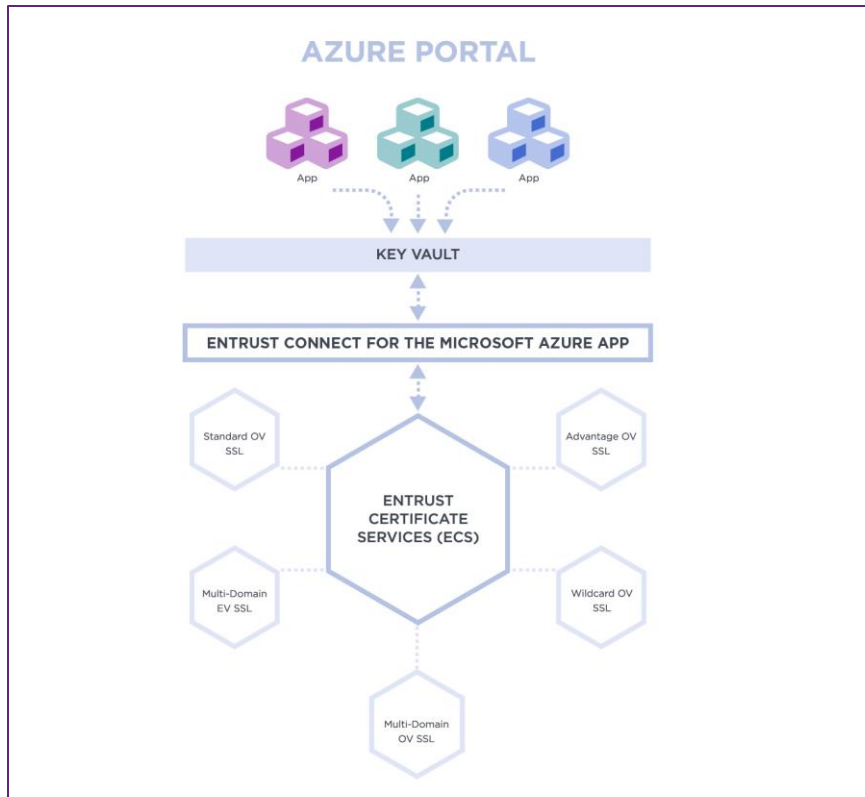 AZURE PORTAL
App
App
App
KEY VAULT
ENTRUST CONNECT FOR THE MICROSOFT AZURE APP
Standard OV
SSL
Advantage OV
SSL
ENTRUST
CERTIFICATE
SERVICES (ECS)
Multi-Domain
EV SSL
Wildcard OV
SSL
Multi-Domain
OV SSL